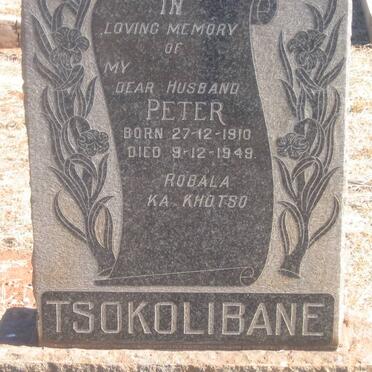 IN
LOVING MEMORY
OF
MY
DEAR HUSBAND
PETER
BORN 27-12-1910
DIED 9-12-1949.
ROBALA
KA KHOTSO
TSOKOLIBANE